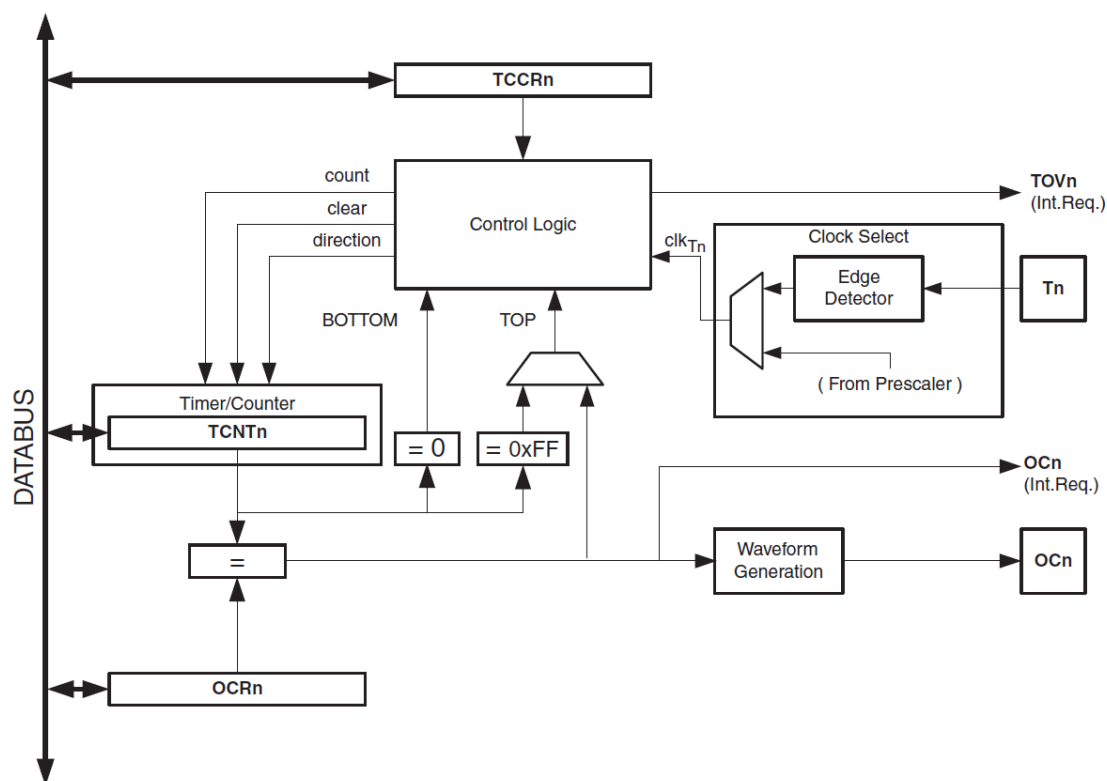 TCCRn
count
clear
direction
Control Logic
TOVn
(Int.Req.)
clkTn
Clock Select
Edge
Detector
Tn
( From Prescaler )
BOTTOM
TOP
Timer/Counter
TCNTn
= 0
= 0xFF
DATABUS
OCn
(Int.Req.)
=
Waveform
Generation
OCn
OCRn